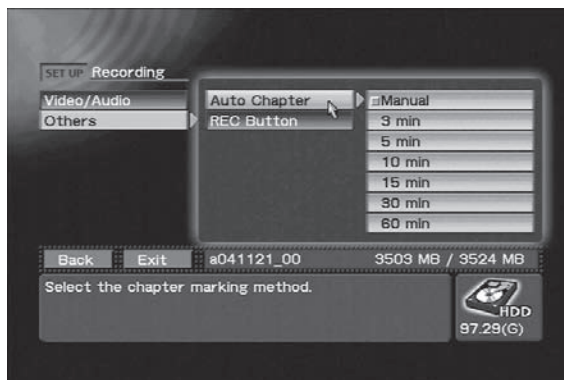 SET UP Recording
Video/Audio
Others
Auto Chapter
REC Button
Manual
3 min
5 min
10 min
15 min
30 min
60 min
Back Exit a041121_00 3503 MB / 3524 MB
Select the chapter marking method.
HDD
97.29(G)